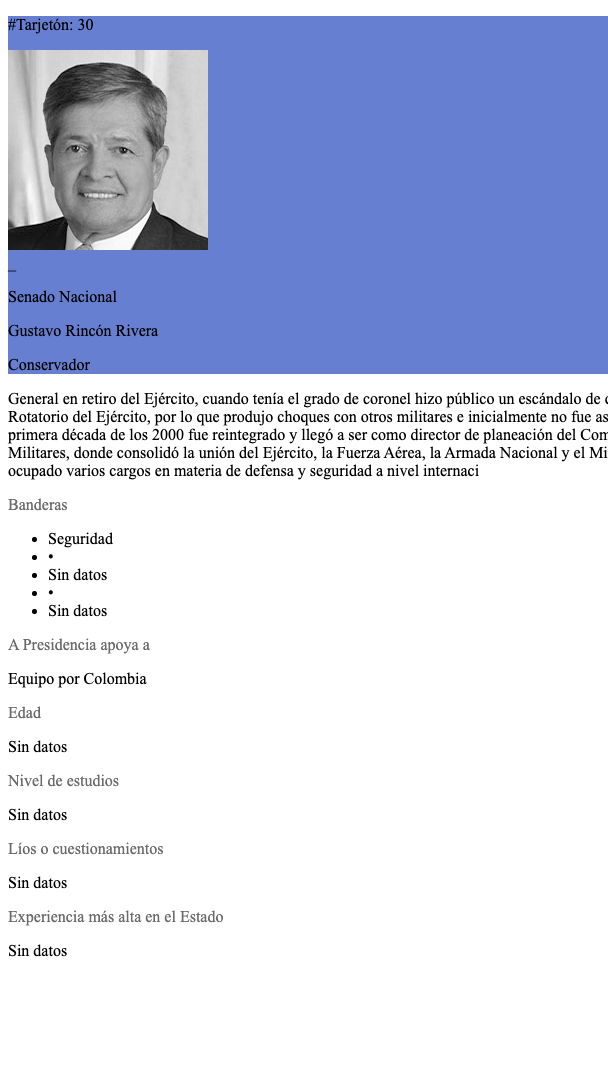 #Tarjetón: 30
_
Senado Nacional
Gustavo Rincón Rivera
Conservador
General en retiro del Ejército, cuando tenía el grado de coronel hizo público un escándalo de
Rotatorio del Ejército, por lo que produjo choques con otros militares e inicialmente no fue as
primera década de los 2000 fue reintegrado y llegó a ser como director de planeación del Com
Militares, donde consolidó la unión del Ejército, la Fuerza Aérea, la Armada Nacional y el Mi
ocupado varios cargos en materia de defensa y seguridad a nivel internaci
Banderas
• Seguridad
• •
• Sin datos
• •
• Sin datos
A Presidencia apoya a
Equipo por Colombia
Edad
Sin datos
Nivel de estudios
Sin datos
Líos o cuestionamientos
Sin datos
Experiencia más alta en el Estado
Sin datos